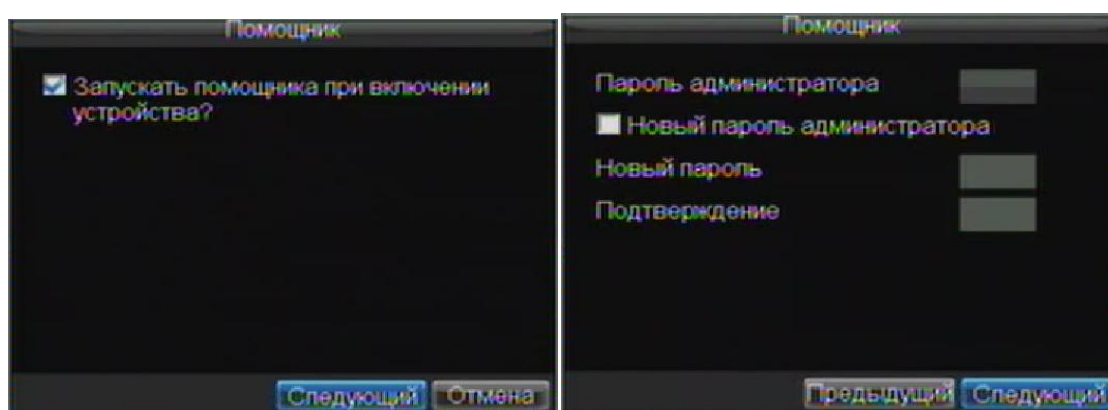 Помощник
Запускать помощника при включении
устройства?
Следующий
Отмена
Помощник
Пароль администратора
Новый пароль администратора
Новый пароль
Подтверждение
Предыдущий
Следующий